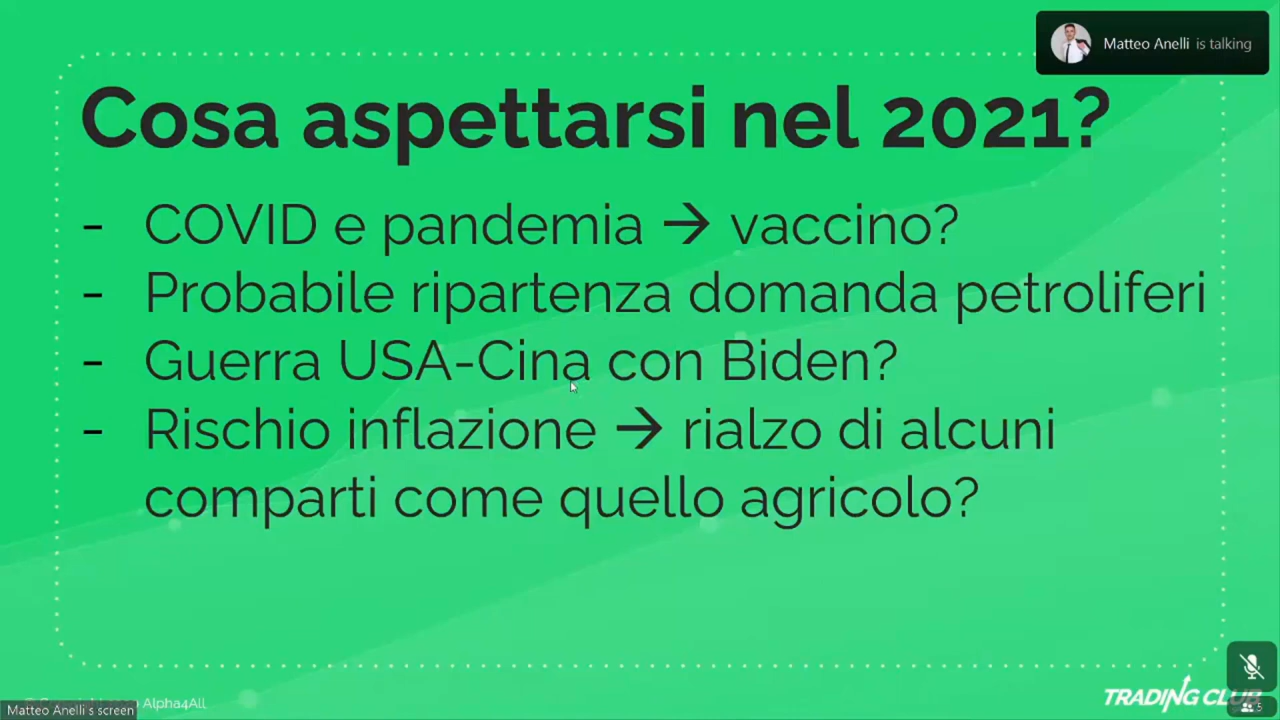 Matteo Anelli is talking
Cosa aspettarsi nel 2021?
- COVID e pandemia → vaccino?
- Probabile ripartenza domanda petroliferi
- Guerra USA-Cina con Biden?
- Rischio inflazione → rialzo di alcuni
comparti come quello agricolo?
Alpha4All
Matteo Anelli s screen
TRADING CLUB
5